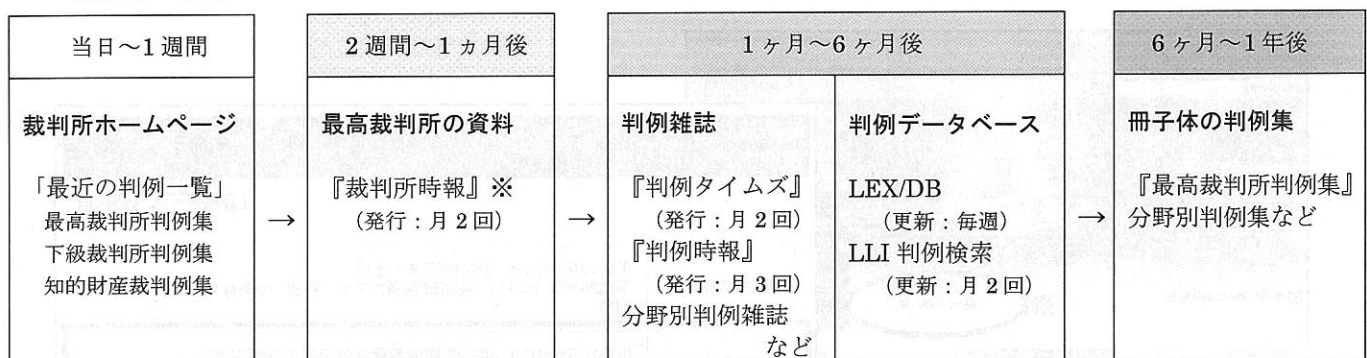 当日～1週間
裁判所ホームページ
「最近の判例一覧」
最高裁判所判例集
下級裁判所判例集
知的財産裁判例集
→
2週間～1ヵ月後
最高裁判所の資料
『裁判所時報』※
(発行：月2回)
→
1ヶ月～6ヶ月後
判例雑誌
『判例タイムズ』
(発行：月2回)
『判例時報』
(発行：月3回)
分野別判例雑誌
など
判例データベース
LEX/DB
(更新：毎週)
LLI 判例検索
(更新：月2回)
→
6ヶ月～1年後
冊子体の判例集
『最高裁判所判例集』
分野別判例集など